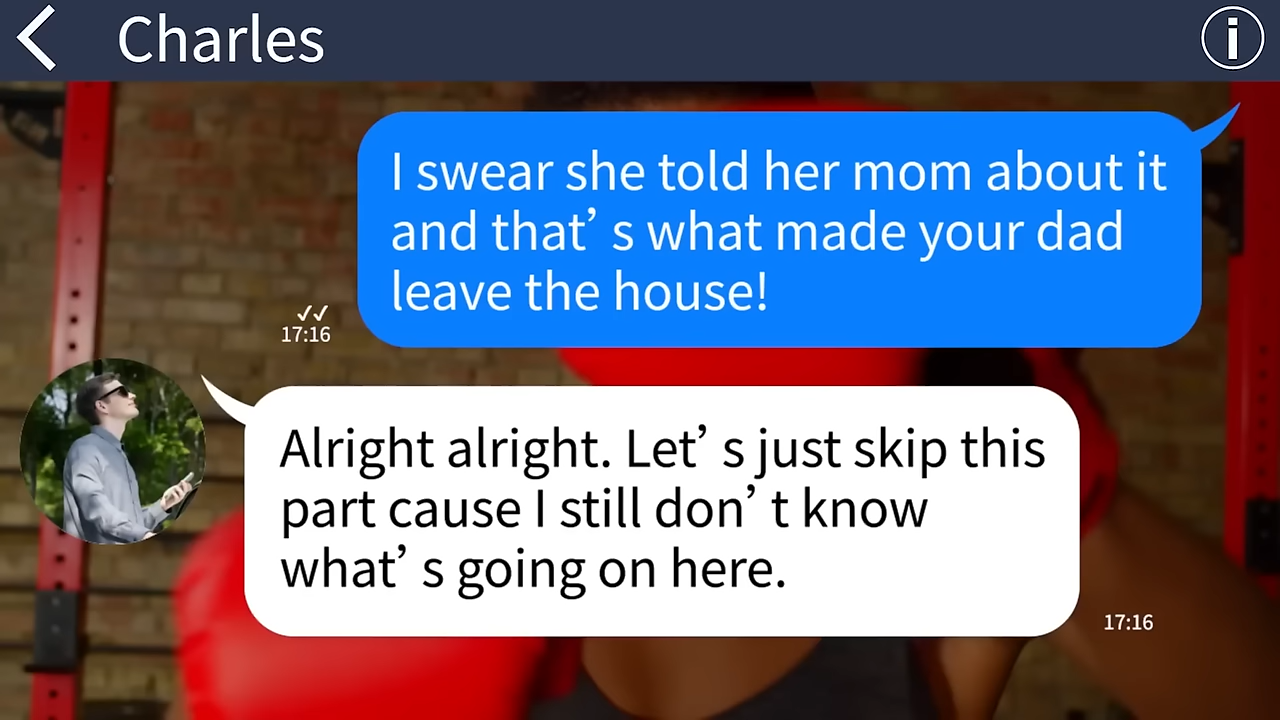 Charles
I swear she told her mom about it
and that’s what made your dad
leave the house!
17:16
Alright alright. Let’s just skip this
part cause I still don’t know
what’s going on here.
17:16